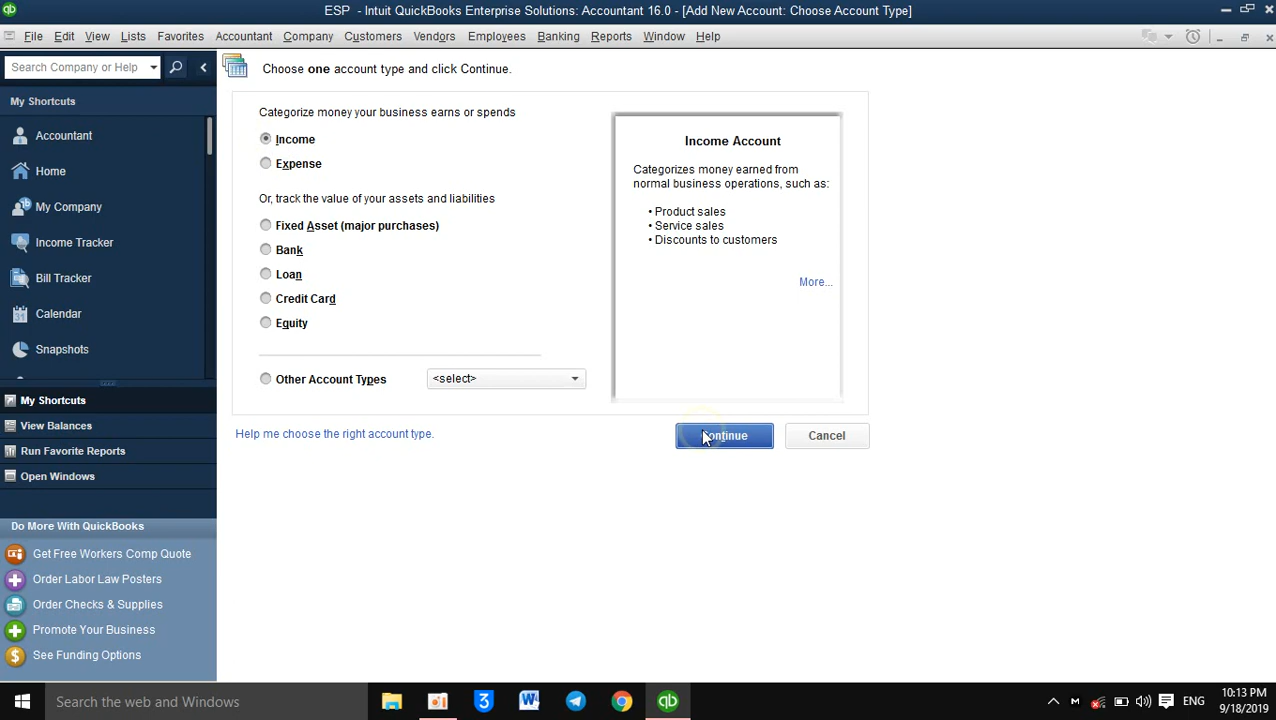 ESP - Intuit QuickBooks Enterprise Solutions: Accountant 16.0 - [Add New Account: Choose Account Type]
File Edit View Lists Favorites Accountant Company Customers Vendors Employees Banking Reports Window Help
Search Company or Help
Choose one account type and click Continue.
My Shortcuts
Accountant
Home
My Company
Income Tracker
Bill Tracker
Calendar
Snapshots
My Shortcuts
View Balances
Run Favorite Reports
Open Windows
Do More With QuickBooks
Get Free Workers Comp Quote
Order Labor Law Posters
Order Checks & Supplies
Promote Your Business
See Funding Options
Categorize money your business earns or spends
Income
Expense
Or, track the value of your assets and liabilities
Fixed Asset (major purchases)
Bank
Loan
Credit Card
Equity
Other Account Types
<select>
Income Account
Categorizes money earned from
normal business operations, such as:
• Product sales
• Service sales
• Discounts to customers
More...
Help me choose the right account type.
Continue
Cancel
Search the web and Windows
ENG
10:13 PM
9/18/2019